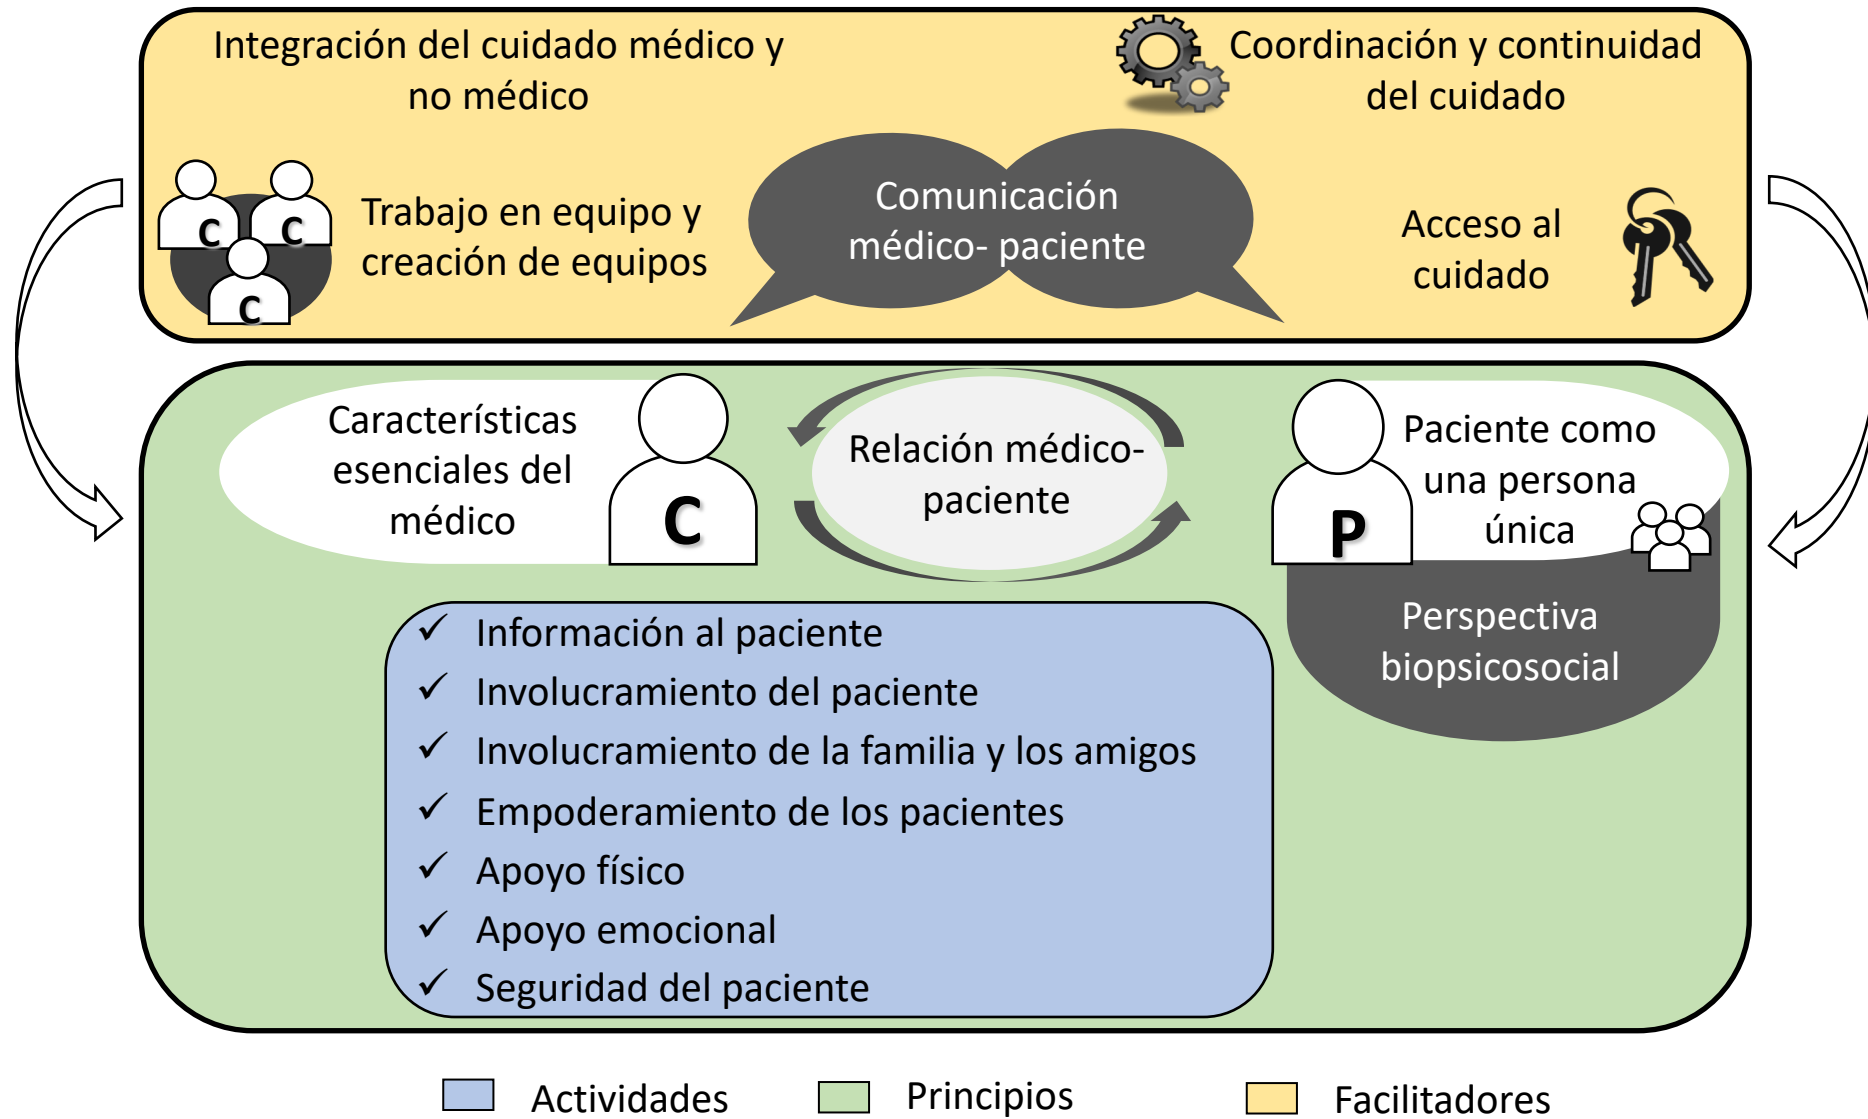 Integración del cuidado médico y
no médico
Coordinación y continuidad
del cuidado
C
C
C
Trabajo en equipo y
creación de equipos
Comunicación
médico- paciente
Acceso al
cuidado
Característísticas
esenciales del
médico
C
Relación médico-
paciente
P
Paciente como
una persona
única
Perspectiva
biopsicosocial
✓ Información al paciente
✓ Involucramiento del paciente
✓ Involucramiento de la familia y los amigos
✓ Empoderamiento de los pacientes
✓ Apoyo físico
✓ Apoyo emocional
✓ Seguridad del paciente
Actividades
Principios
Facilitadores